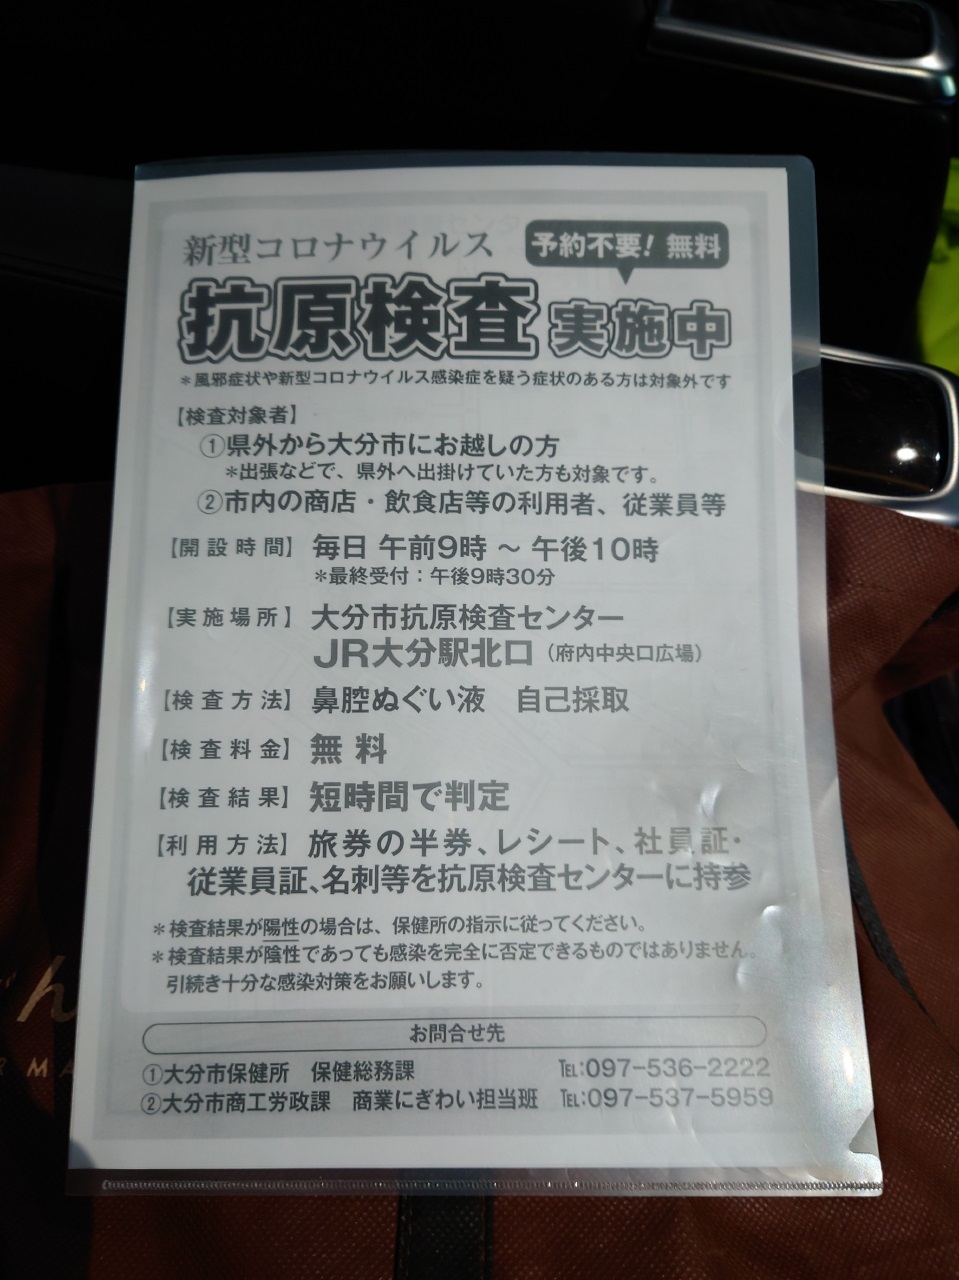 新型コロナウイルス
予約不要! 無料
抗原検査 実施中
*風邪症状や新型コロナウイルス感染症を疑う症状のある方は対象外です
【検査対象者】
①県外から大分市にお越しの方
*出張などで、県外へ出掛けていた方も対象です。
②市内の商店・飲食店等の利用者、従業員等
【開設時間】 毎日 午前9時 ~ 午後10時
*最終受付:午後9時30分
【実施場所】 大分市抗原検査センター
JR大分駅北口(府内中央口広場)
【検査方法】 鼻腔ぬぐい液 自己採取
【検査料金】 無料
【検査結果】 短時間で判定
【利用方法】 旅券の半券、レシート、社員証・
従業員証、名刺等を抗原検査センターに持参
*検査結果が陽性の場合は、保健所の指示に従ってください。
*検査結果が陰性であっても感染を完全に否定できるものではありません。
引続き十分な感染対策をお願いします。
お問合せ先
①大分市保健所 保健総務課 TEL:097-536-2222
②大分市商工労政課 商業にぎわい担当班 TEL:097-537-5959